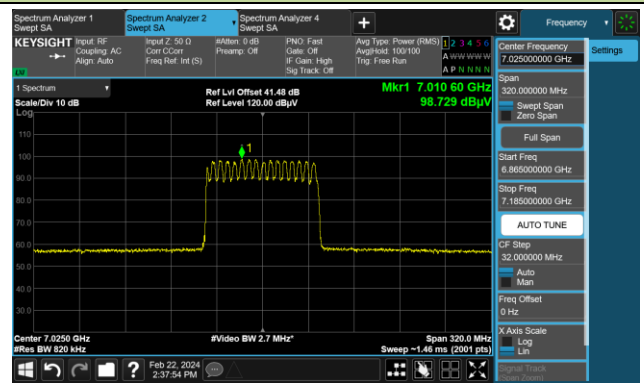 Spectrum Analyzer 1
Swept SA
Spectrum Analyzer 2
Swept SA
Spectrum Analyzer 4
Swept SA
+
Frequency
KEYSIGHT
Input: RF
Coupling: AC
Align: Auto
Input Z: 50 Ω
Corr CCorr
Freq Ref: Int (S)
#Atten: 0 dB
Preamp: Off
PNO: Fast
Gate: Off
IF Gain: High
Sig Track: Off
Avg Type: Power (RMS)
Avg|Hold: 100/100
Trig: Free Run
1 2 3 4 5 6
A W W W W W
A P N N N N
LXI
1 Spectrum
Scale/Div 10 dB
Log
Ref Lvl Offset 41.48 dB
Ref Level 120.00 dBµV
Mkr1 7.010 60 GHz
98.729 dBµV
110
100
90.0
80.0
70.0
60.0
50.0
40.0
30.0
1
Center 7.0250 GHz
#Res BW 820 kHz
#Video BW 2.7 MHz*
Span 320.0 MHz
Sweep ~1.46 ms (2001 pts)
Center Frequency
7.025000000 GHz
Span
320.000000 MHz
Swept Span
Zero Span
Full Span
Start Freq
6.865000000 GHz
Stop Freq
7.185000000 GHz
AUTO TUNE
CF Step
32.000000 MHz
Auto
Man
Freq Offset
0 Hz
X Axis Scale
Log
Lin
Signal Track
(Span Zoom)
Settings
?
Feb 22, 2024
2:37:54 PM